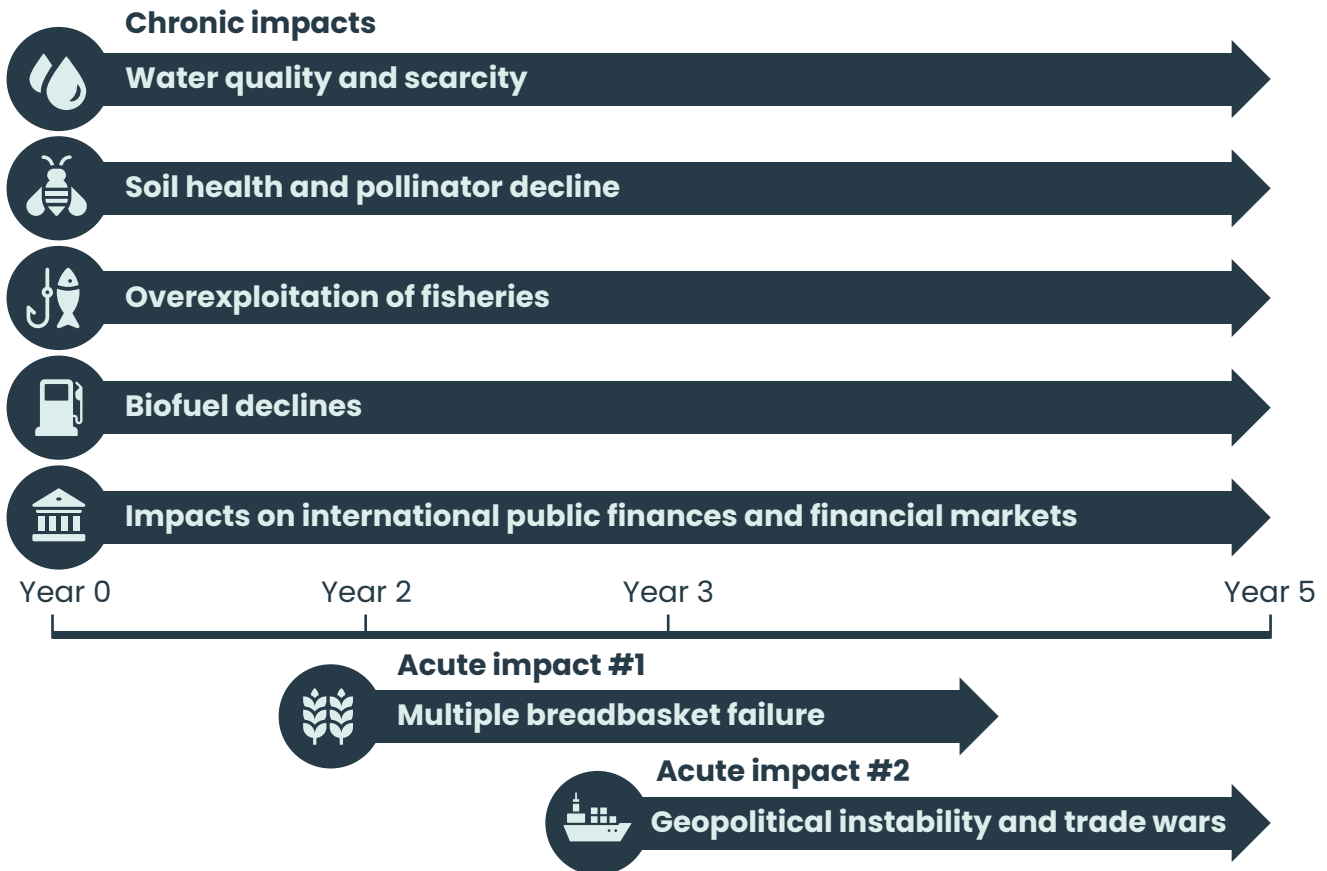 Chronic impacts
Water quality and scarcity
Soil health and pollinator decline
Overexploitation of fisheries
Biofuel declines
Impacts on international public finances and financial markets
Year 0 Year 2 Year 3 Year 5
Acute impact #1
Multiple breadbasket failure
Acute impact #2
Geopolitical instability and trade wars